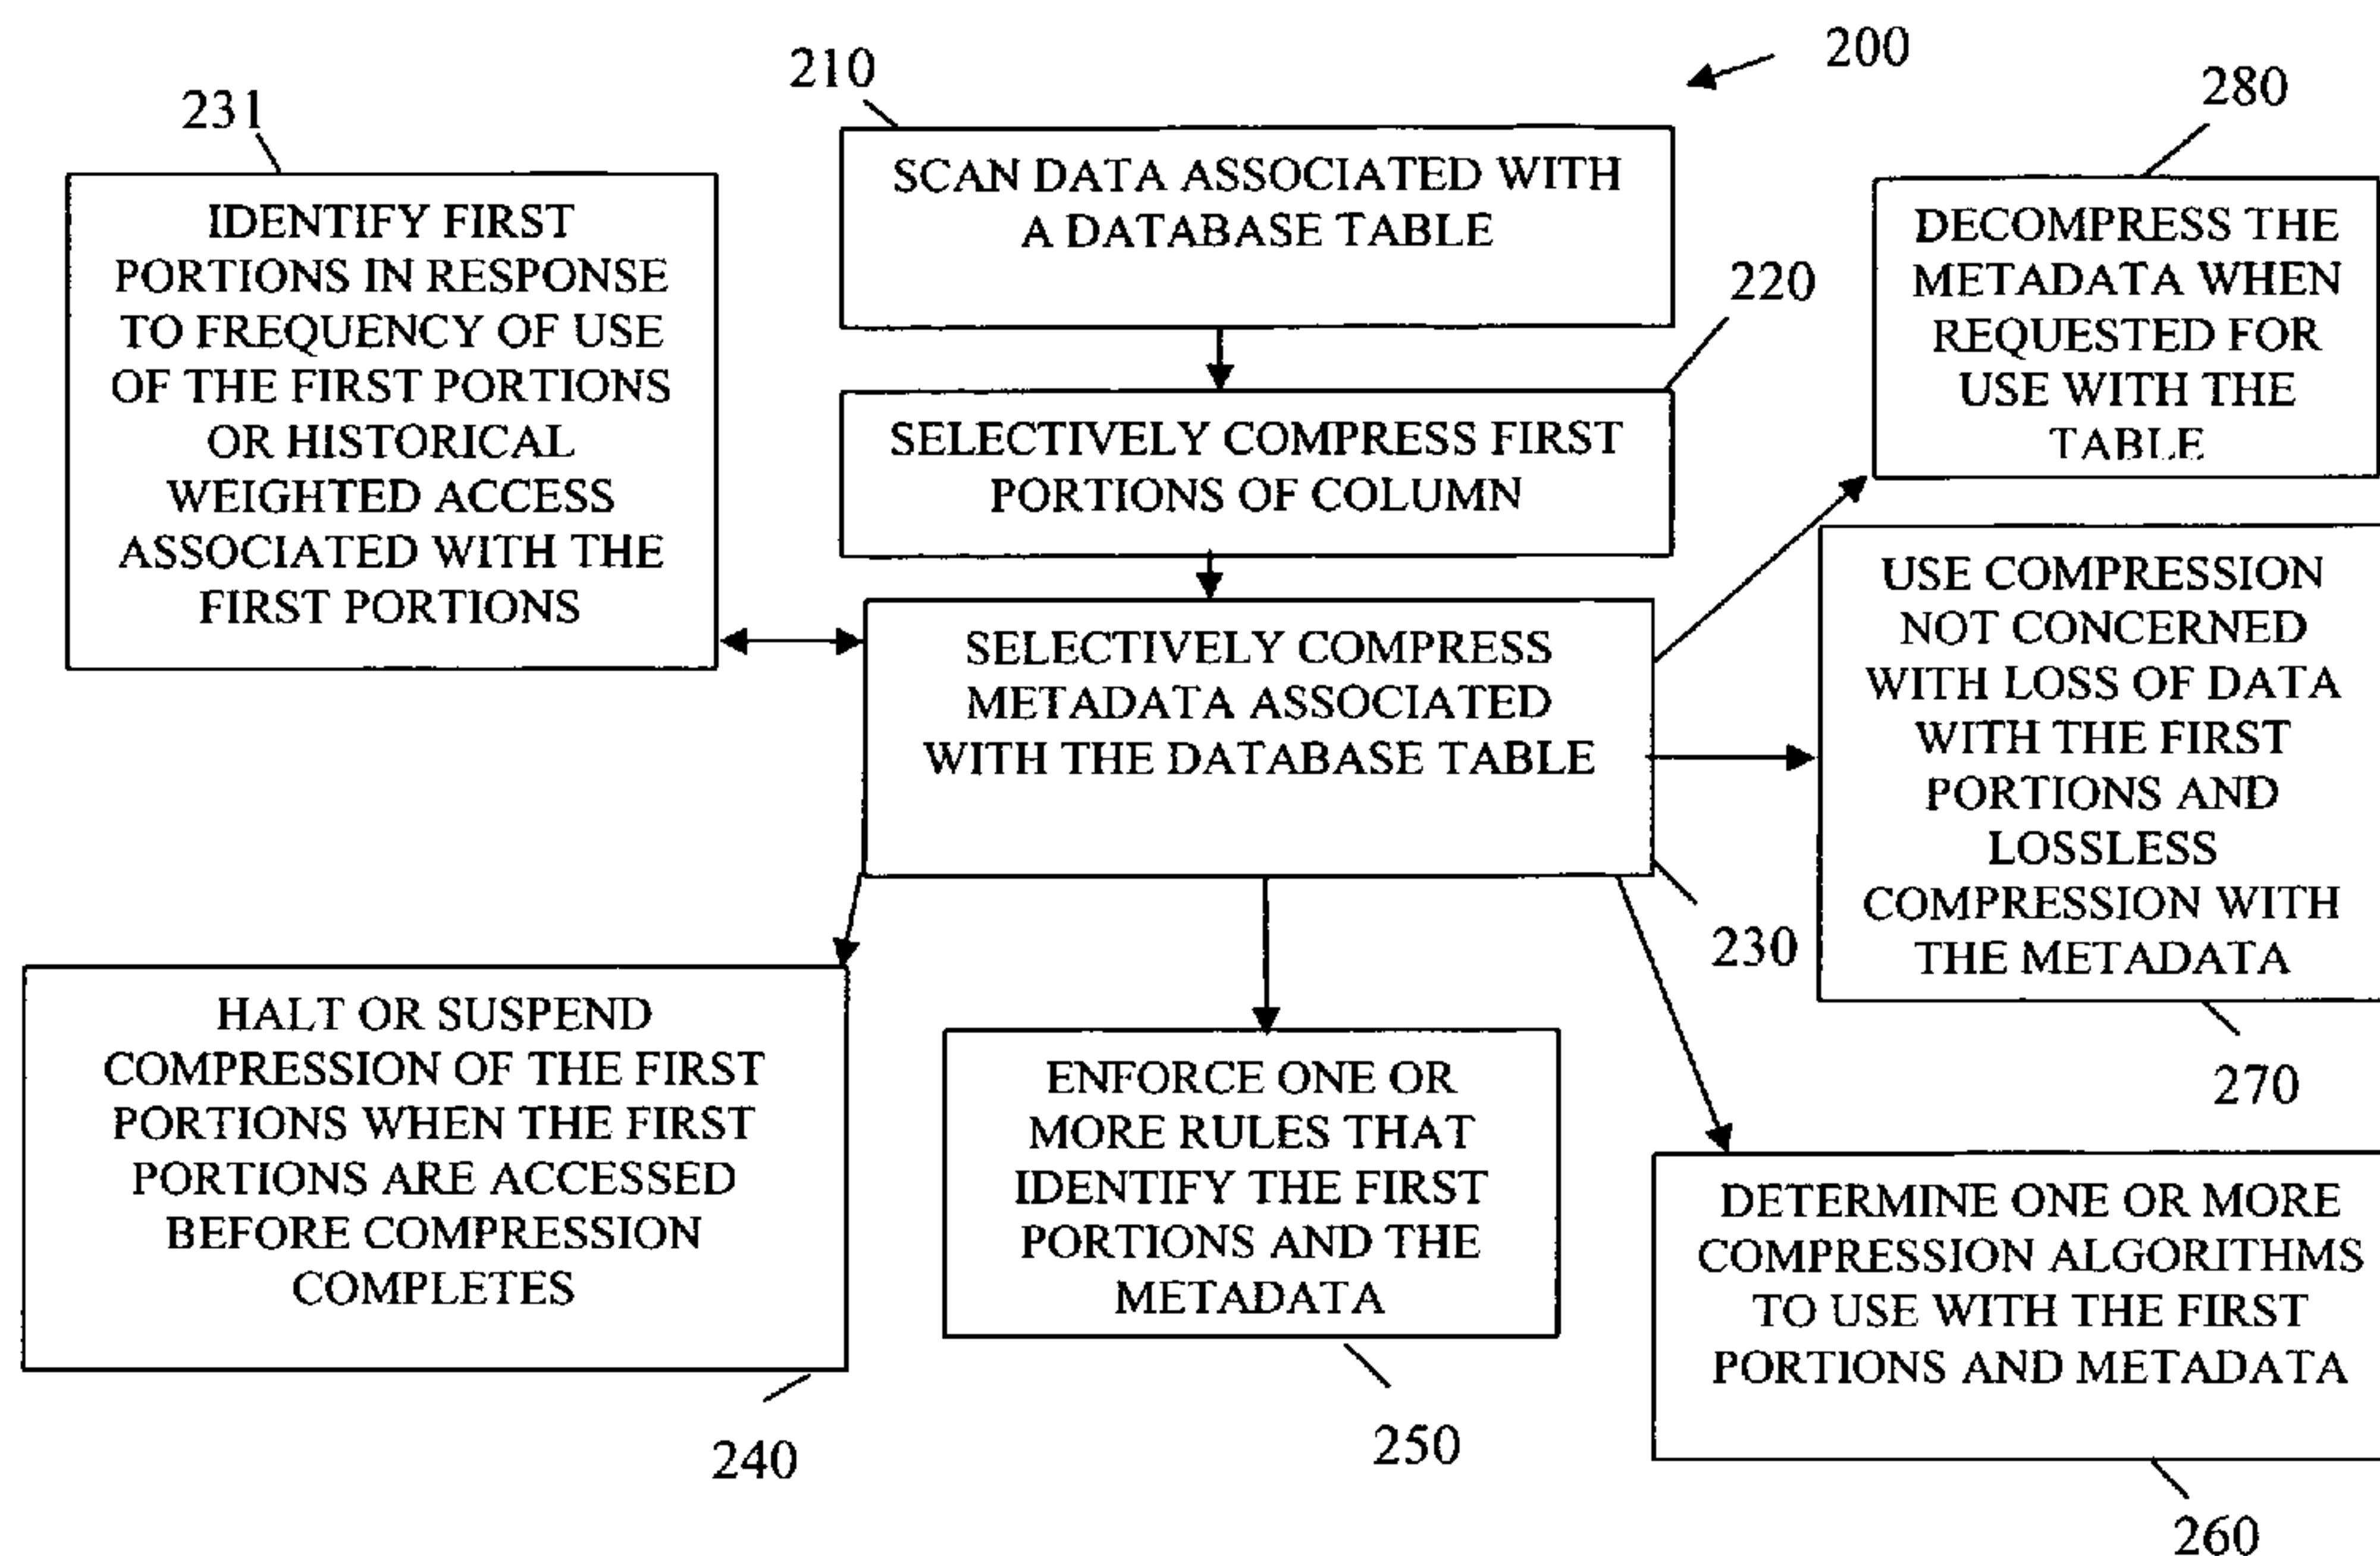 200
210
SCAN DATA ASSOCIATED WITH
A DATABASE TABLE
231
IDENTIFY FIRST
PORTIONS IN RESPONSE
TO FREQUENCY OF USE
OF THE FIRST PORTIONS
OR HISTORICAL
WEIGHTED ACCESS
ASSOCIATED WITH THE
FIRST PORTIONS
280
DECOMPRESS THE
METADATA WHEN
REQUESTED FOR
USE WITH THE
TABLE
220
SELECTIVELY COMPRESS FIRST
PORTIONS OF COLUMN
SELECTIVELY COMPRESS
METADATA ASSOCIATED
WITH THE DATABASE TABLE
230
USE COMPRESSION
NOT CONCERNED
WITH LOSS OF DATA
WITH THE FIRST
PORTIONS AND
LOSSLESS
COMPRESSION WITH
THE METADATA
270
HALT OR SUSPEND
COMPRESSION OF THE FIRST
PORTIONS WHEN THE FIRST
PORTIONS ARE ACCESSED
BEFORE COMPRESSION
COMPLETES
240
ENFORCE ONE OR
MORE RULES THAT
IDENTIFY THE FIRST
PORTIONS AND THE
METADATA
250
DETERMINE ONE OR MORE
COMPRESSION ALGORITHMS
TO USE WITH THE FIRST
PORTIONS AND METADATA
260